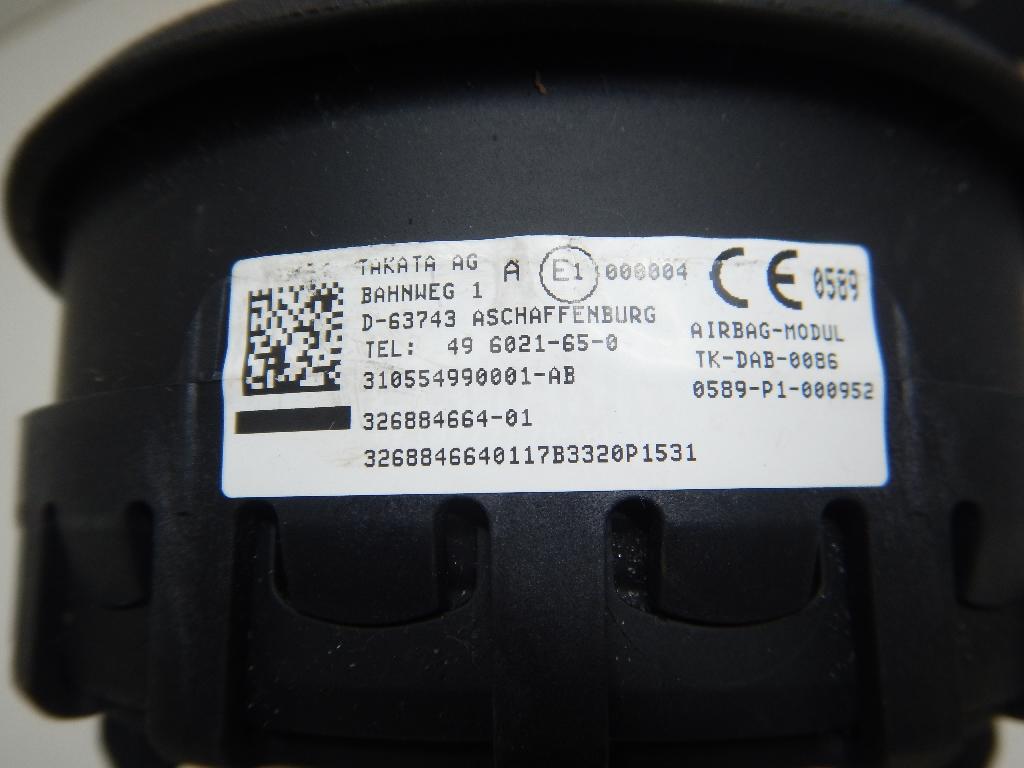 TAKATA AG A E1 000004 CE 0589
BAHNWEG 1
D-63743 ASCHAFFENBURG
TEL: 49 6021-65-0
310554990001-AB
326884664-01
3268846640117B3320P1531
AIRBAG-MODUL
TK-DAB-0086
0589-P1-000952